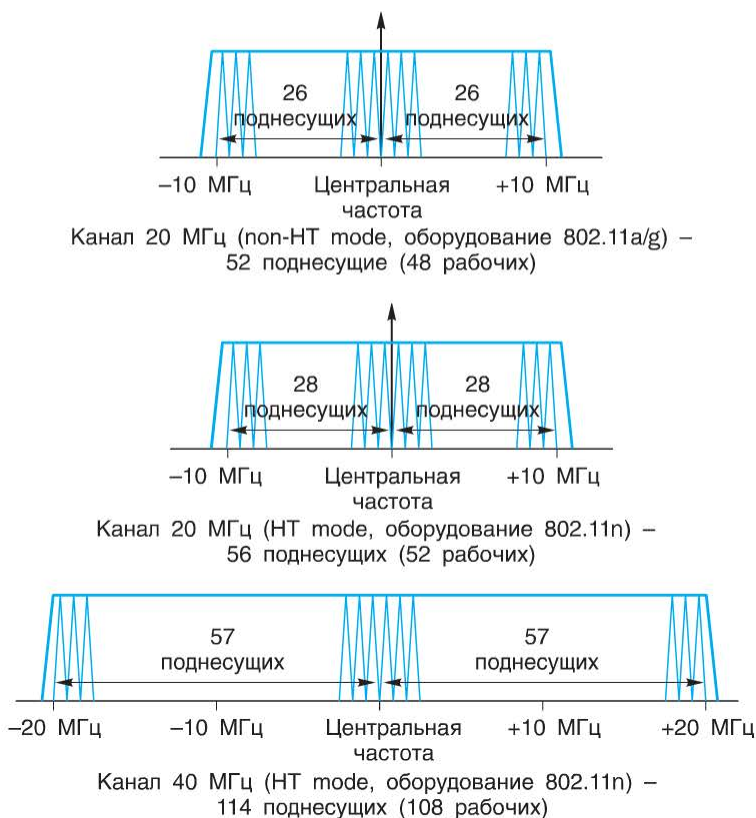 26 26
поднесущих поднесущих
–10 МГц Центральная +10 МГц
частота
Канал 20 МГц (non-HT mode, оборудование 802.11a/g) –
52 поднесущие (48 рабочих)
28 28
поднесущих поднесущих
–10 МГц Центральная +10 МГц
частота
Канал 20 МГц (HT mode, оборудование 802.11n) –
56 поднесущих (52 рабочих)
57 57
поднесущих поднесущих
–20 МГц –10 МГц Центральная +10 МГц +20 МГц
частота
Канал 40 МГц (HT mode, оборудование 802.11n) –
114 поднесущих (108 рабочих)